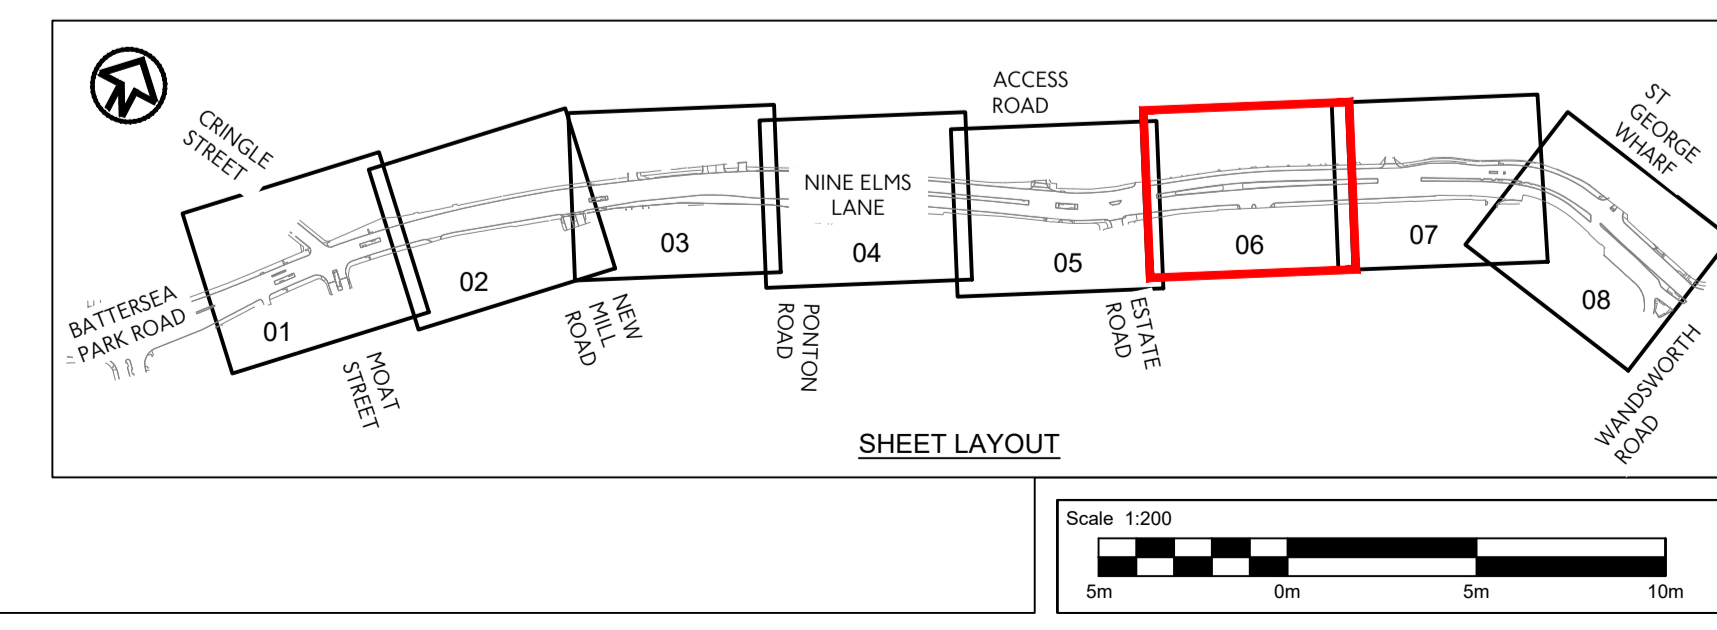 ACCESS
ROAD
ST
GEORGE
WHARF
CRINGLE
STREET
NINE ELMS
LANE
01
02
03
04
05
06
07
08
BATTERSEA
PARK ROAD
MOAT
STREET
NEW
MILL
ROAD
PONTON
ROAD
ESTATE
ROAD
WANDSWORTH
ROAD
SHEET LAYOUT
Scale 1:200
5m 0m 5m 10m